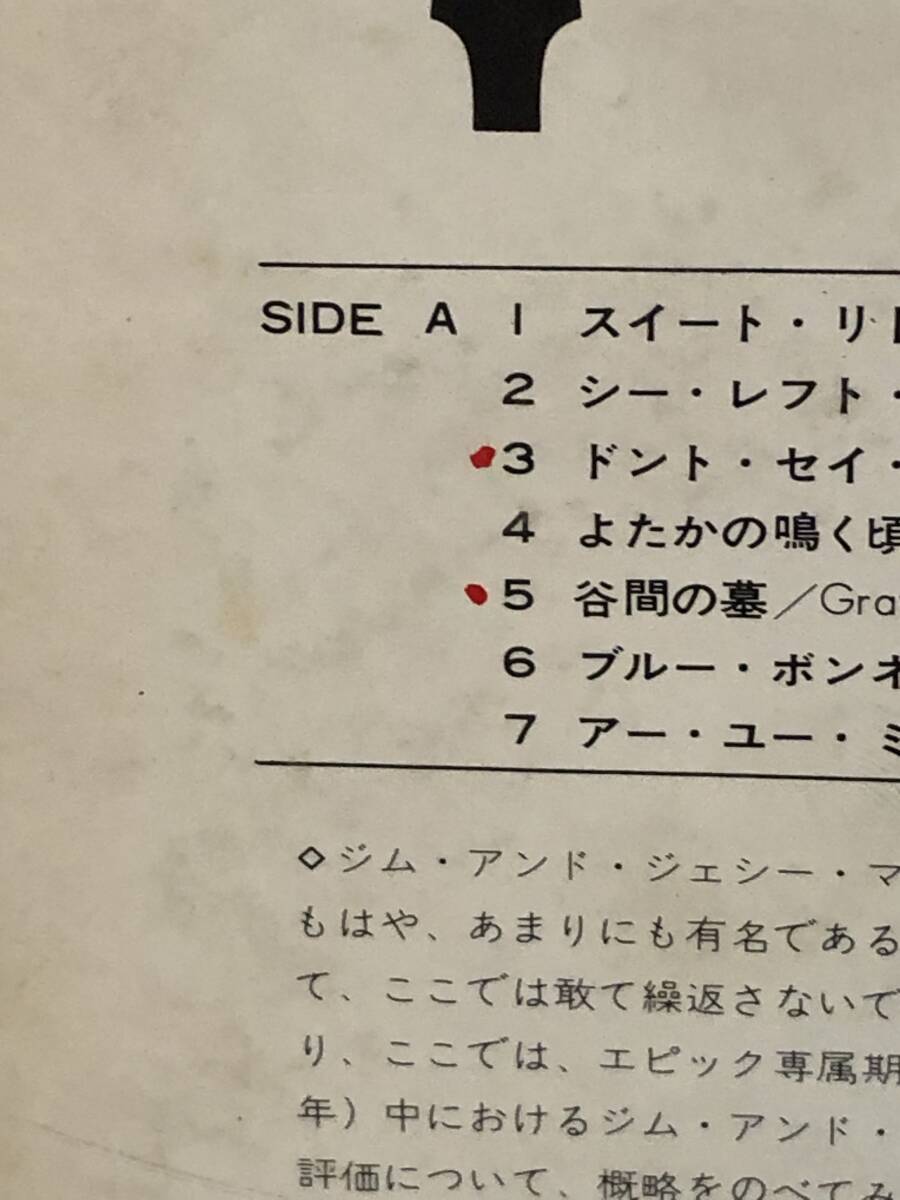 SIDE A 1 スイート・リ
2 シー・レフト・
3 ドント・セイ・
4 よたかの鳴く頃
5 谷間の墓／Gra
6 ブルー・ボンネ
7 アー・ユー・ミ
◇ジム・アンド・ジェシー・マ
もはや、あまりにも有名である
て、ここでは敢て繰返さないで
り、ここでは、エピック専属期
年）中におけるジム・アンド・
評価について、概略をのべてみ